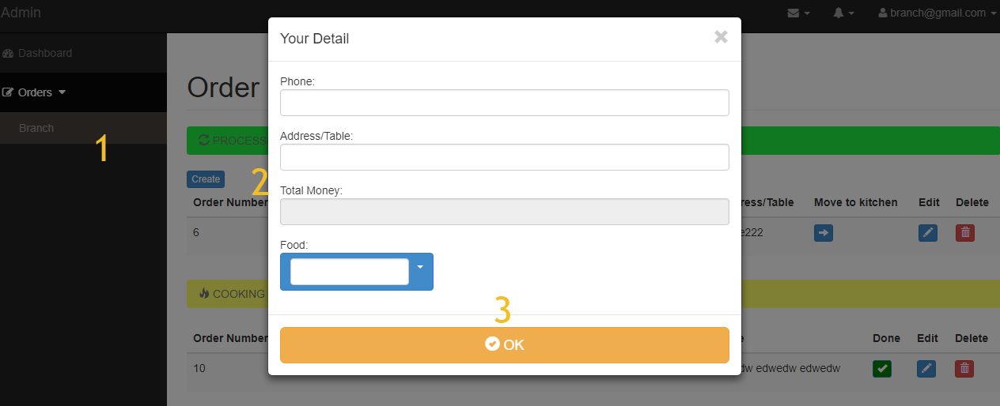 Admin
branch@gmail.com
Dashboard
Orders
Branch
1
Order
PROCESS
2
Create
Order Number
ress/Table Move to kitchen Edit Delete
6
e222
COOKING
Order Number
e Done Edit Delete
10
dw edwedw edwedw
Your Detail
Phone:
Address/Table:
Total Money:
Food:
3
OK